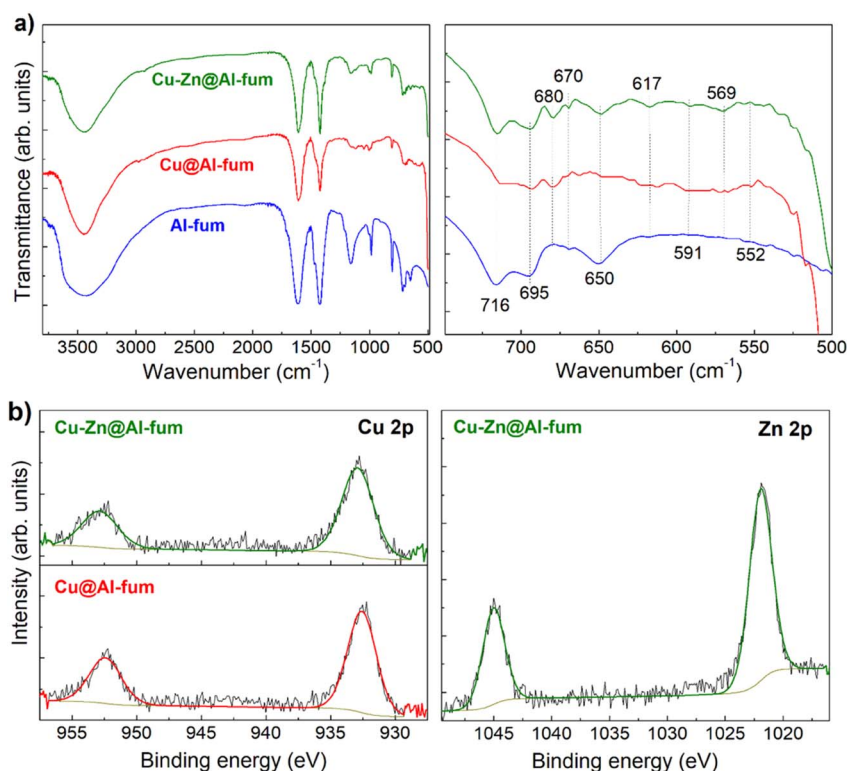 a)
Transmittance (arb. units)
Cu-Zn@Al-fum
Cu@Al-fum
Al-fum
3500 3000 2500 2000 1500 1000 500
Wavenumber (cm-1)
670
680 617 569
716 695 650 591 552
700 650 600 550 500
Wavenumber (cm-1)
b)
Intensity (arb. units)
Cu-Zn@Al-fum Cu 2p
Cu@Al-fum
955 950 945 940 935 930
Binding energy (eV)
Cu-Zn@Al-fum Zn 2p
1045 1040 1035 1030 1025 1020
Binding energy (eV)